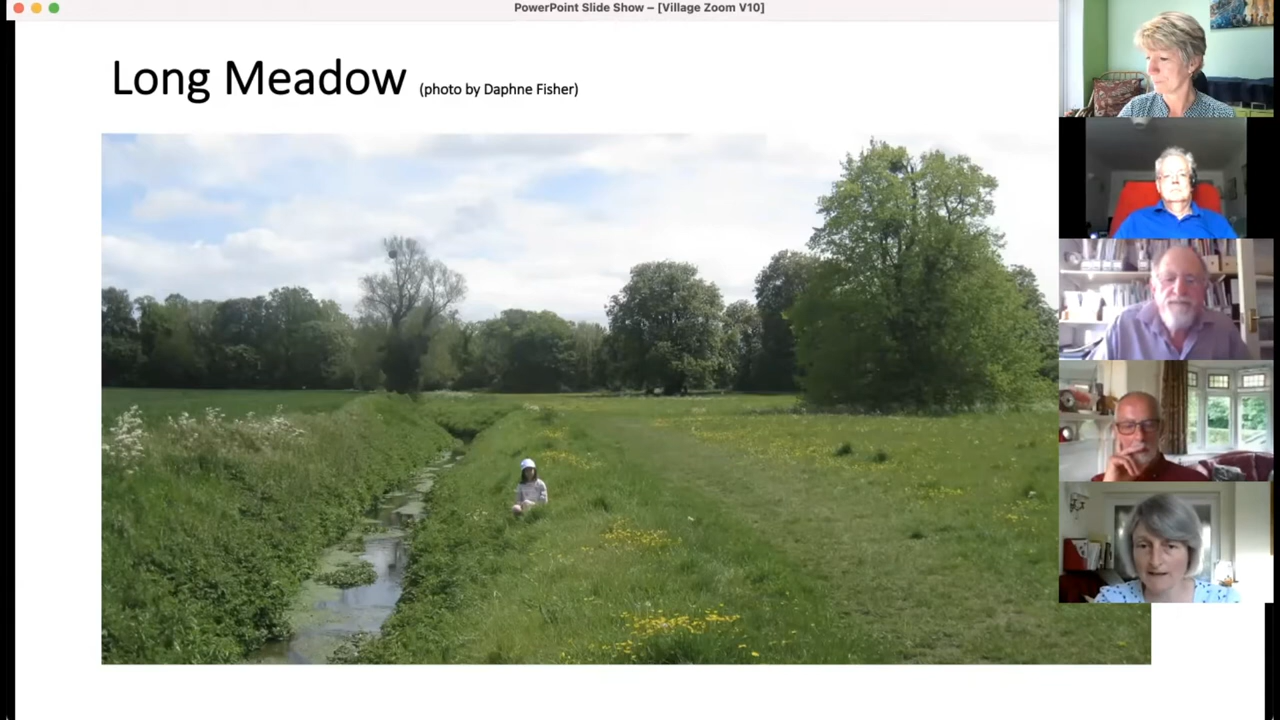 PowerPoint Slide Show – [Village Zoom V10]
Long Meadow (photo by Daphne Fisher)